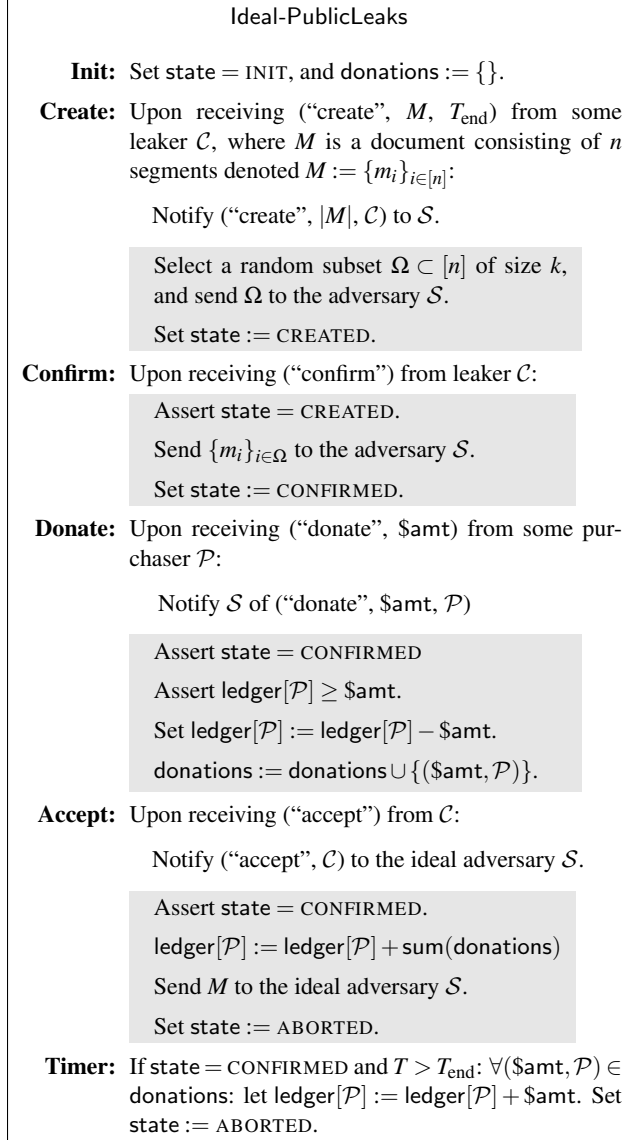 Ideal-PublicLeaks
Init: Set state = INIT, and donations := {}.
Create: Upon receiving (“create”, M, T_end) from some
leaker C, where M is a document consisting of n
segments denoted M := {m_i}_{i∈[n]}:
Notify (“create”, |M|, C) to S.
Select a random subset Ω ⊂ [n] of size k,
and send Ω to the adversary S.
Set state := CREATED.
Confirm: Upon receiving (“confirm”) from leaker C:
Assert state = CREATED.
Send {m_i}_{i∈Ω} to the adversary S.
Set state := CONFIRMED.
Donate: Upon receiving (“donate”, $amt) from some pur-
chaser P:
Notify S of (“donate”, $amt, P)
Assert state = CONFIRMED
Assert ledger[P] ≥ $amt.
Set ledger[P] := ledger[P] − $amt.
donations := donations ∪ {($amt, P)}.
Accept: Upon receiving (“accept”) from C:
Notify (“accept”, C) to the ideal adversary S.
Assert state = CONFIRMED.
ledger[P] := ledger[P] + sum(donations)
Send M to the ideal adversary S.
Set state := ABORTED.
Timer: If state = CONFIRMED and T > T_end: ∀($amt, P) ∈
donations: let ledger[P] := ledger[P] + $amt. Set
state := ABORTED.